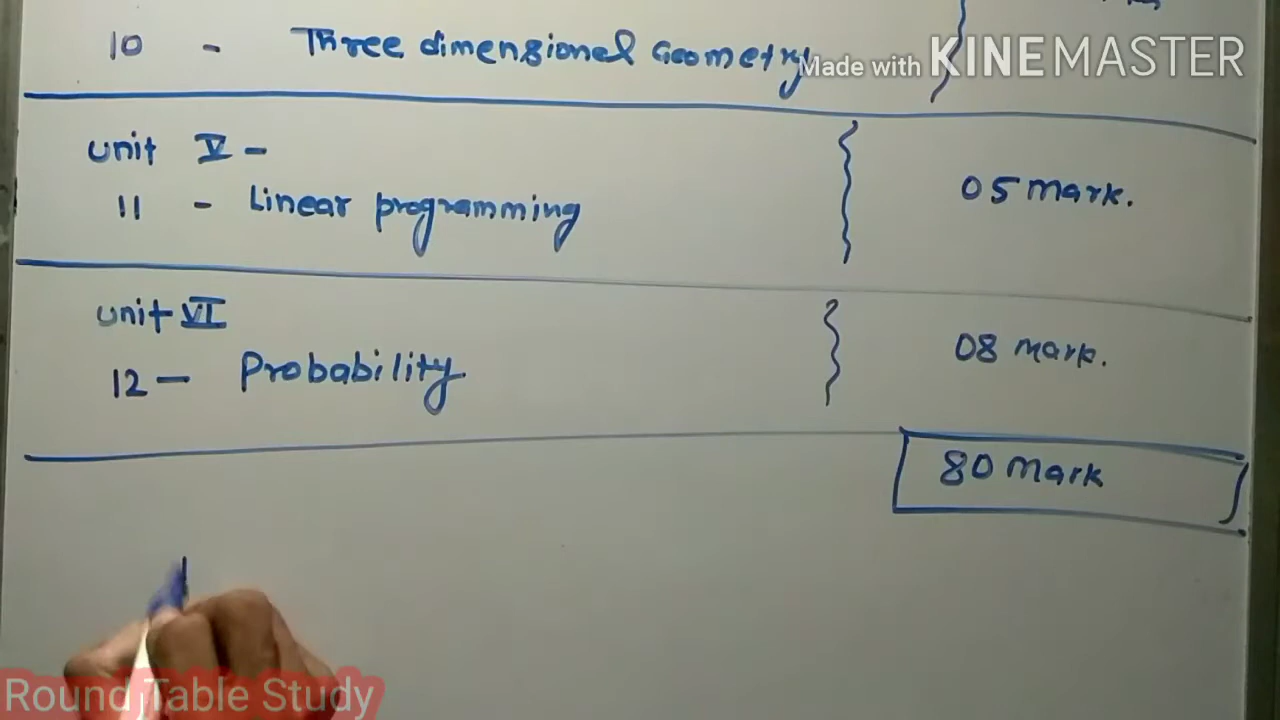 10 - Three dimensional Geometry
Made with KINEMASTER
unit V -
11 - Linear programming
05 mark.
unit VI
12 - Probability
08 mark.
80 mark
Round Table Study